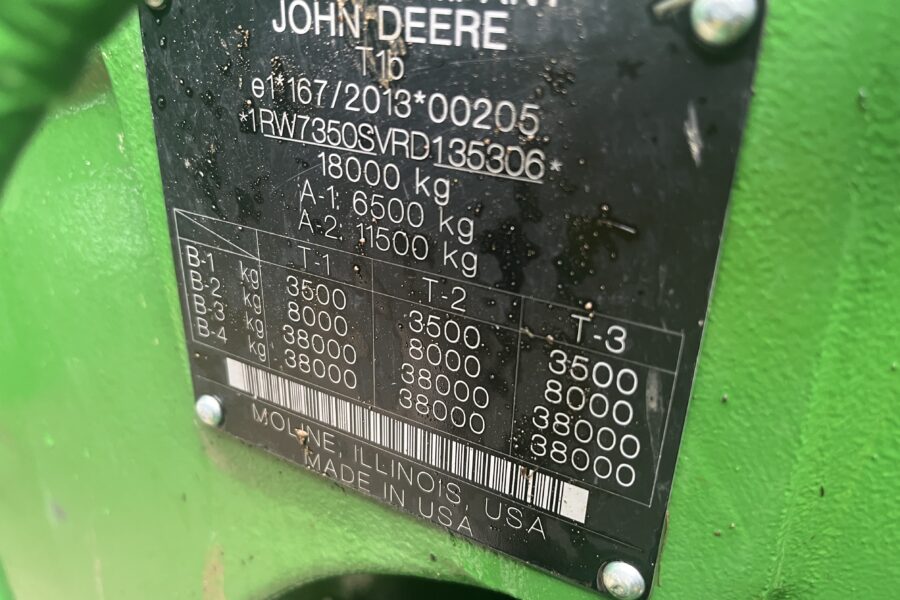 JOHN DEERE
T1b
e1*167/2013*00205
*1RW7350SVRD135306*
18000 kg
A-1: 6500 kg
A-2: 11500 kg
T-1 T-2 T-3
B-1 kg 3500 3500 3500
B-2 kg 8000 8000 8000
B-3 kg 38000 38000 38000
B-4 kg 38000 38000 38000
MOLINE, ILLINOIS, USA
MADE IN USA